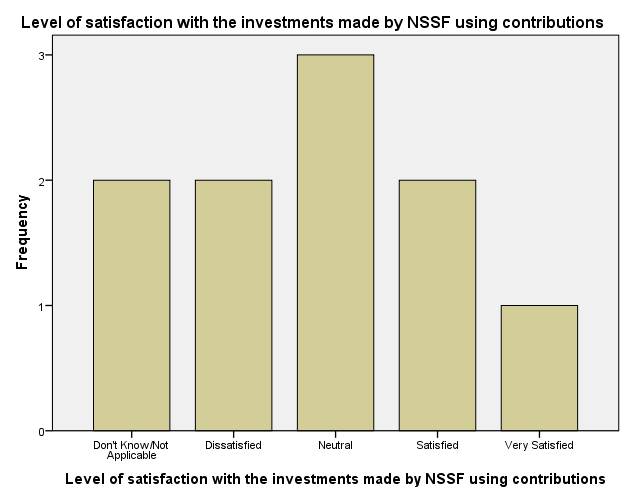 Level of satisfaction with the investments made by NSSF using contributions
3
2
1
0
Frequency
Don't Know/Not
Applicable
Dissatisfied
Neutral
Satisfied
Very Satisfied
Level of satisfaction with the investments made by NSSF using contributions